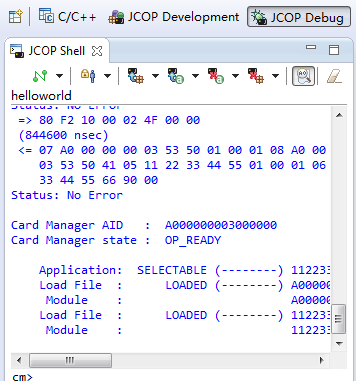 C/C++ JCOP Development JCOP Debug
JCOP Shell
helloworld
Status: No Error
=> 80 F2 10 00 02 4F 00 00
(844600 nsec)
<= 07 A0 00 00 00 03 53 50 01 00 01 08 A0 00
03 53 50 41 05 11 22 33 44 55 01 00 01 06
33 44 55 66 90 00
Status: No Error
Card Manager AID : A000000003000000
Card Manager state : OP_READY
Application: SELECTABLE (--------) 112233
Load File : LOADED (--------) A00000
Module : A00000
Load File : LOADED (--------) 112233
Module : 112233
cm>